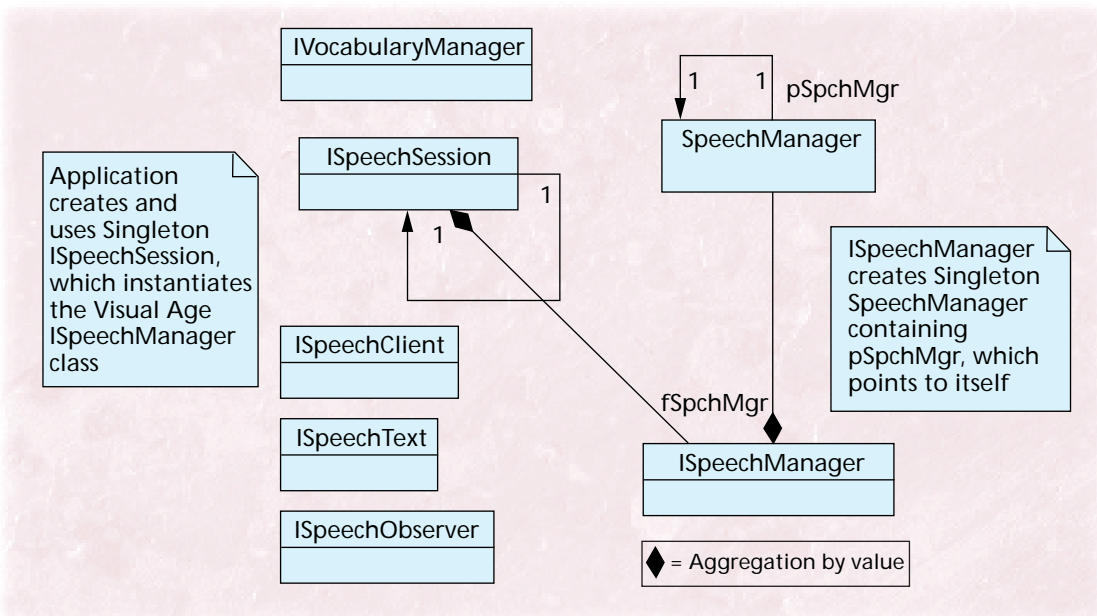 IVocabularyManager
1
1
pSpchMgr
SpeechManager
ISpeechSession
1
1
Application
creates and
uses Singleton
ISpeechSession,
which instantiates
the Visual Age
ISpeechManager
class
ISpeechManager
creates Singleton
SpeechManager
containing
pSpchMgr, which
points to itself
ISpeechClient
fSpchMgr
ISpeechText
ISpeechManager
ISpeechObserver
= Aggregation by value